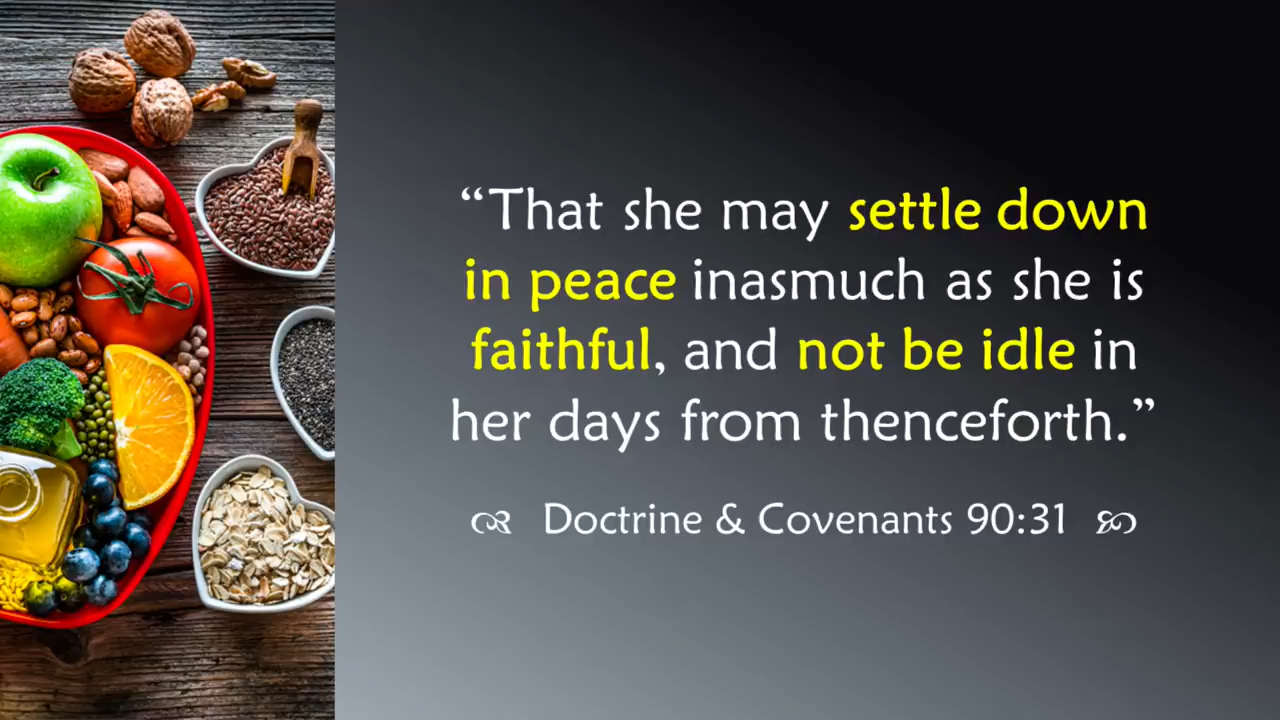 “That she may settle down
in peace inasmuch as she is
faithful, and not be idle in
her days from thenceforth.”
Doctrine & Covenants 90:31